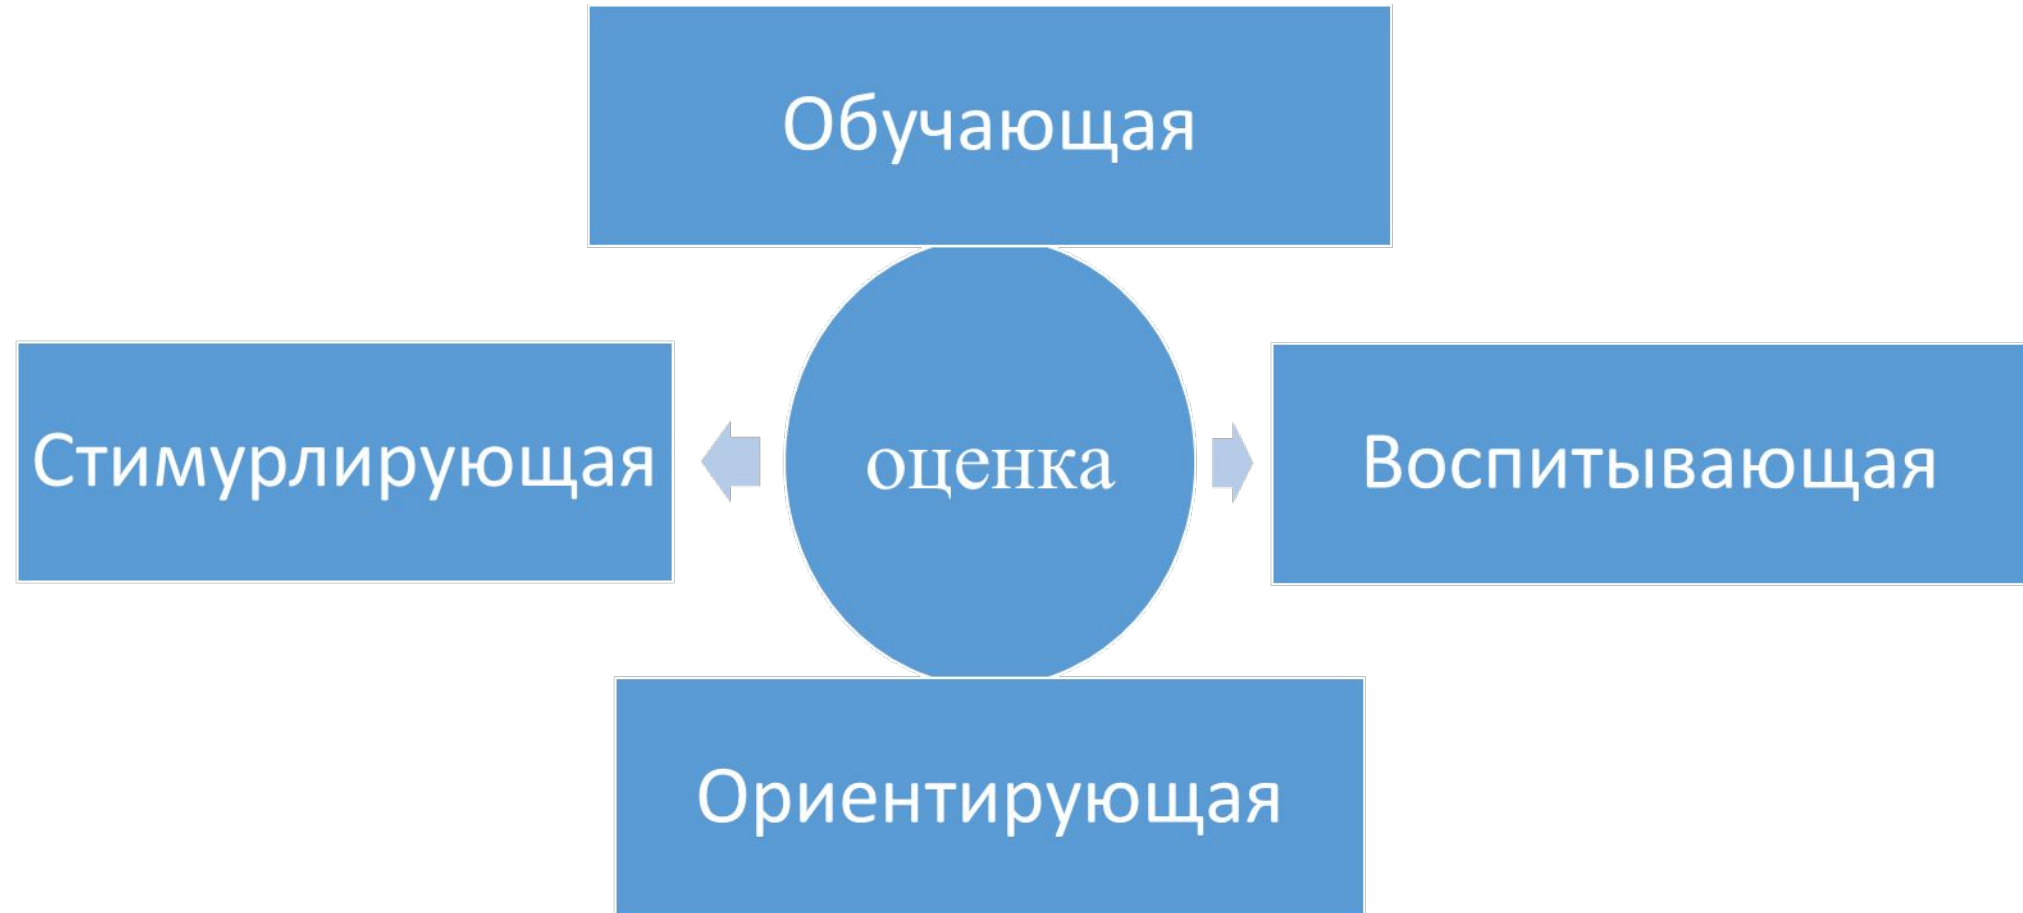 Обучающая
Стимурлирующая
оценка
Воспитывающая
Ориентирующая